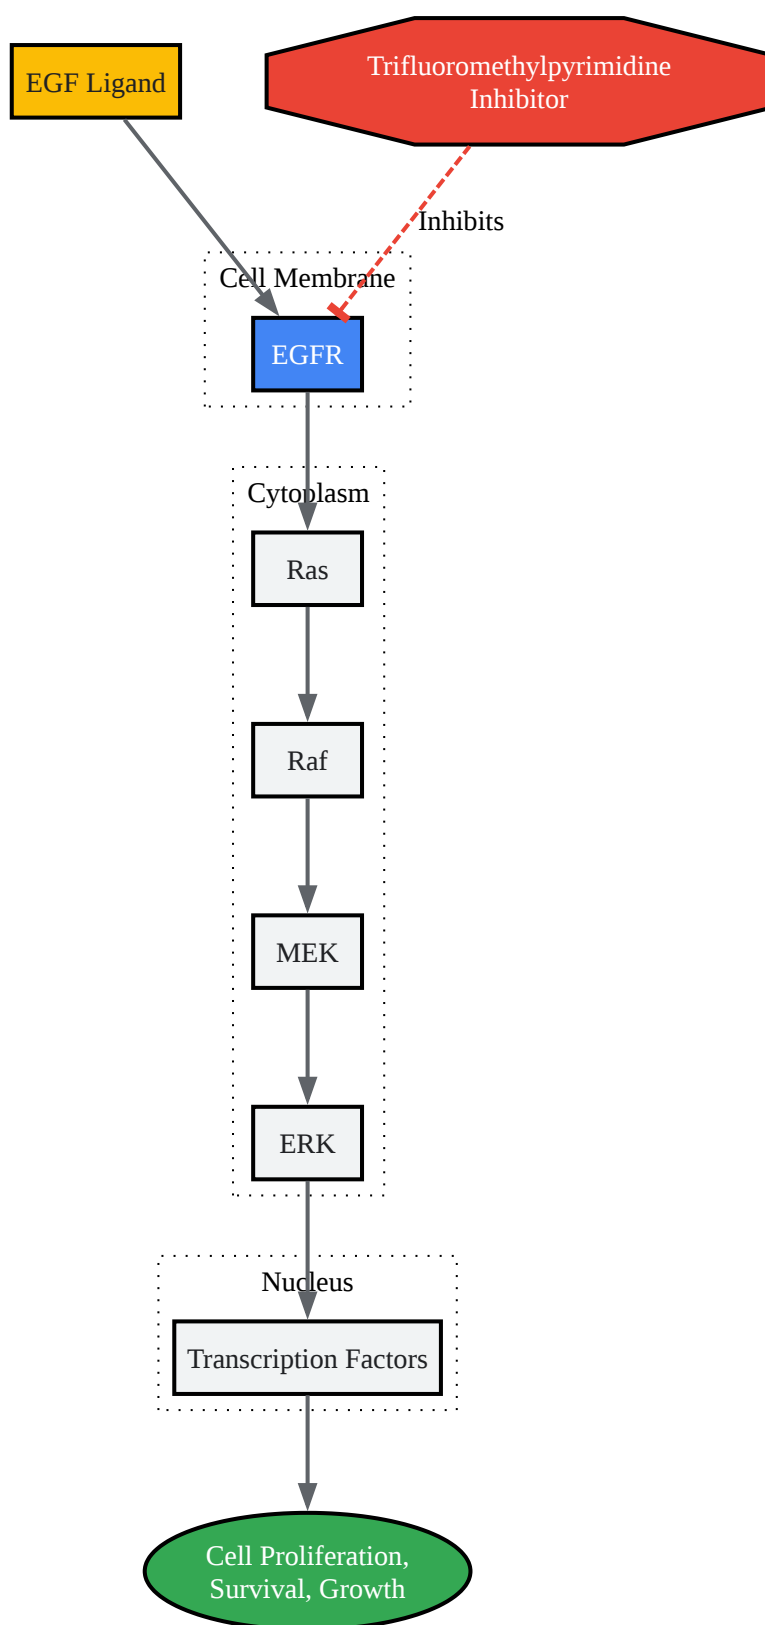 EGF Ligand
Trifluoromethylpyrimidine
Inhibitor
Inhibits
Cell Membrane
EGFR
Cytoplasm
Ras
Raf
MEK
ERK
Nucleus
Transcription Factors
Cell Proliferation,
Survival, Growth